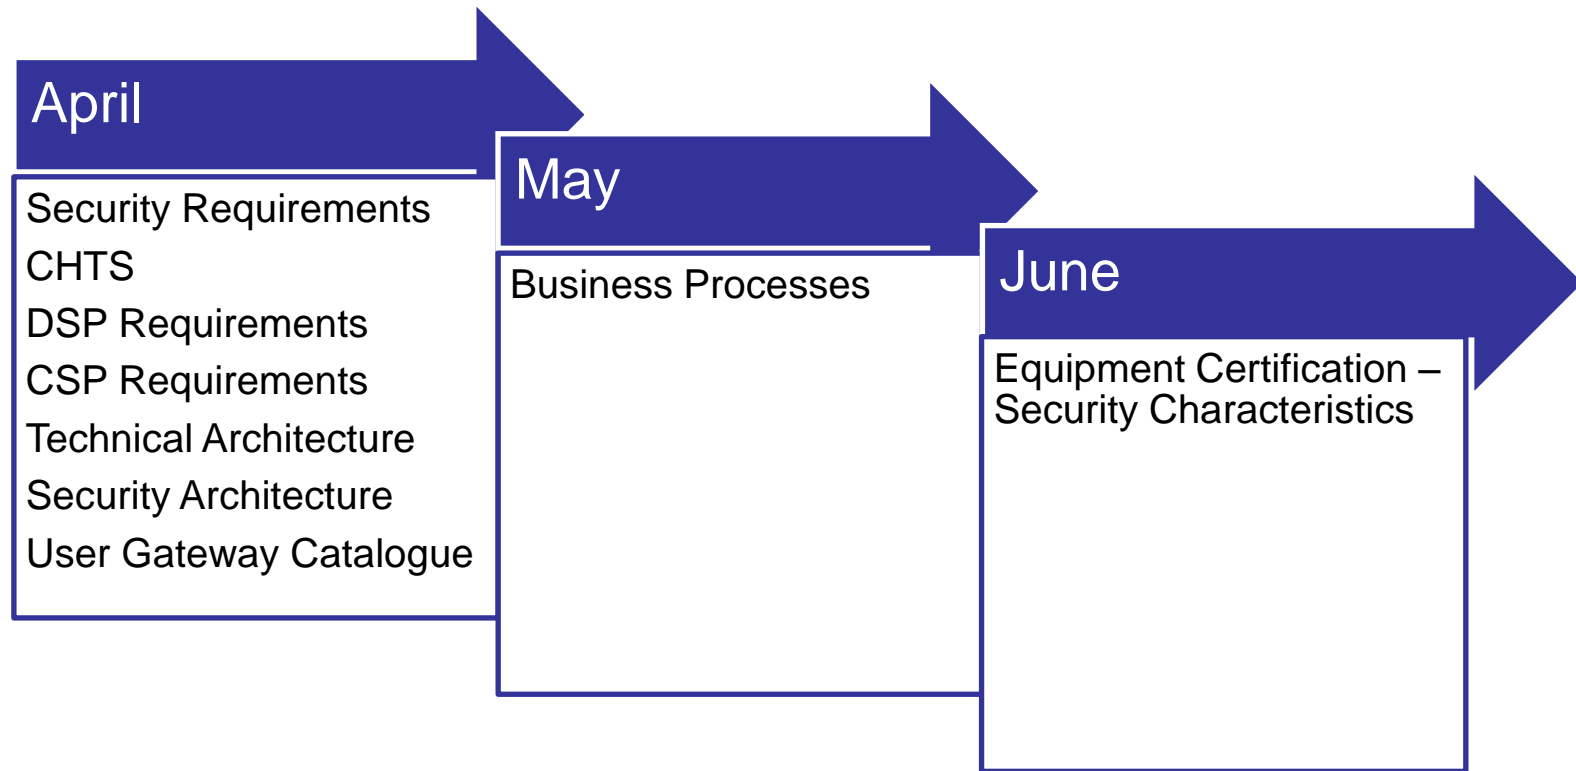 April
Security Requirements
CHTS
DSP Requirements
CSP Requirements
Technical Architecture
Security Architecture
User Gateway Catalogue
May
Business Processes
June
Equipment Certification –
Security Characteristics